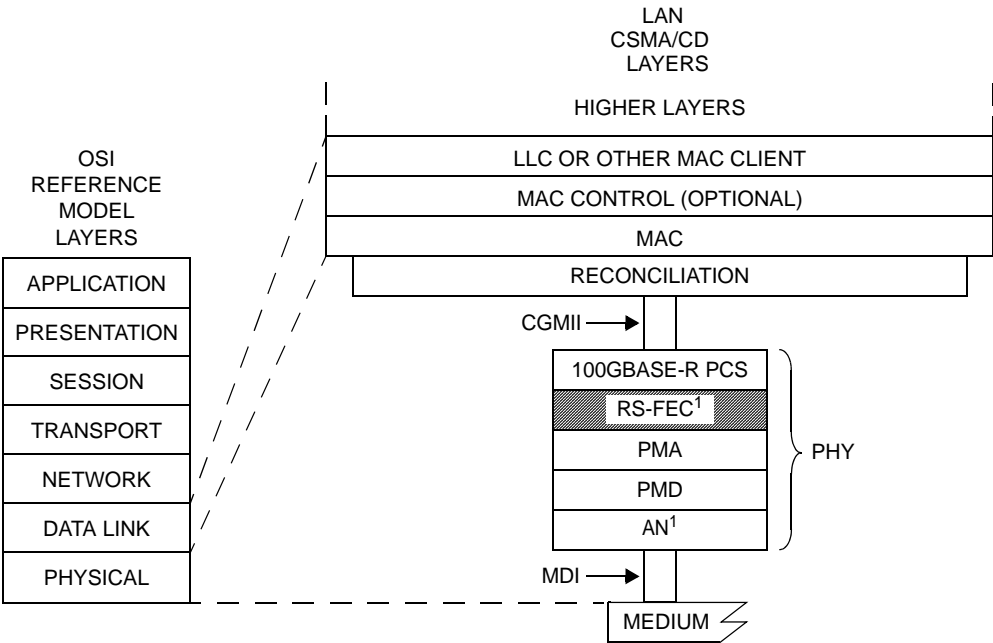 LAN
CSMA/CD
LAYERS
HIGHER LAYERS
LLC OR OTHER MAC CLIENT
MAC CONTROL (OPTIONAL)
MAC
RECONCILIATION
OSI
REFERENCE
MODEL
LAYERS
APPLICATION
PRESENTATION
SESSION
TRANSPORT
NETWORK
DATA LINK
PHYSICAL
CGMII
100GBASE-R PCS
RS-FEC¹
PMA
PMD
AN¹
PHY
MDI
MEDIUM